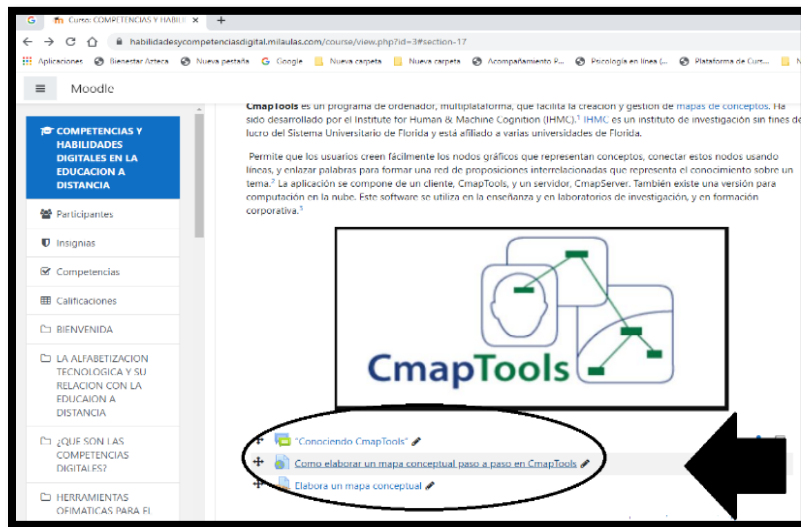 Curso: COMPETENCIAS Y HABILI
habilidadesycompetenciasdigital.milaulas.com/course/view.php?id=3#section-17
Aplicaciones Bienestar Azteca Nueva pestaña Google Nueva carpeta Nueva carpeta Acompañamiento P... Psicología en línea (... Plataforma de Curs...
Moodle
COMPETENCIAS Y
HABILIDADES
DIGITALES EN LA
EDUCACION A
DISTANCIA
Participantes
Insignias
Competencias
Calificaciones
BIENVENIDA
LA ALFABETIZACION
TECNOLOGICA Y SU
RELACION CON LA
EDUCAION A
DISTANCIA
¿QUE SON LAS
COMPETENCIAS
DIGITALES?
HERRAMIENTAS
OFIMATICAS PARA EL
CmapTools es un programa de ordenador, multiplataforma, que facilita la creación y gestión de mapas de conceptos. Ha
sido desarrollado por el Institute for Human & Machine Cognition (IHMC).1 IHMC es un instituto de investigación sin fines de
lucro del Sistema Universitario de Florida y está afiliado a varias universidades de Florida.
Permite que los usuarios creen fácilmente los nodos gráficos que representan conceptos, conectar estos nodos usando
líneas, y enlazar palabras para formar una red de proposiciones interrelacionadas que representa el conocimiento sobre un
tema.2 La aplicación se compone de un cliente, CmapTools, y un servidor, CmapServer. También existe una versión para
computación en la nube. Este software se utiliza en la enseñanza y en laboratorios de investigación, y en formación
corporativa.3
CmapTools
"Conociendo CmapTools"
Como elaborar un mapa conceptual paso a paso en CmapTools
Elabora un mapa conceptual